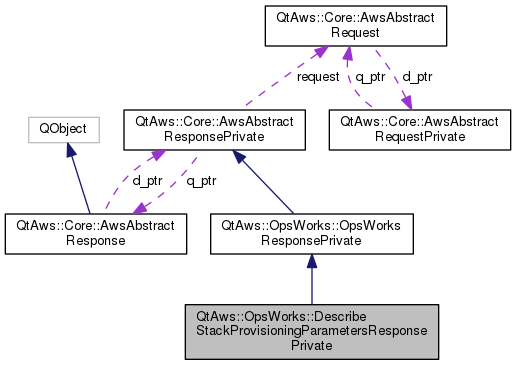 QtAws::Core::AwsAbstract
Request
request
q_ptr
d_ptr
QObject
QtAws::Core::AwsAbstract
ResponsePrivate
QtAws::Core::AwsAbstract
RequestPrivate
d_ptr
q_ptr
QtAws::Core::AwsAbstract
Response
QtAws::OpsWorks::OpsWorks
ResponsePrivate
QtAws::OpsWorks::Describe
StackProvisioningParametersResponse
Private